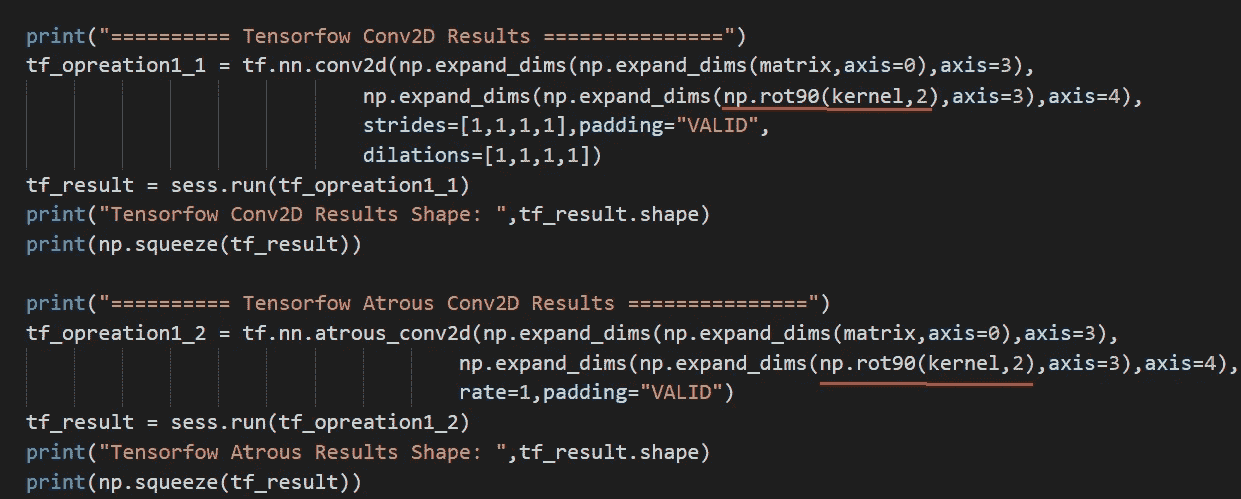 print("========== Tensorfow Conv2D Results ===============")
tf_opreation1_1 = tf.nn.conv2d(np.expand_dims(np.expand_dims(matrix,axis=0),axis=3),
np.expand_dims(np.expand_dims(np.rot90(kernel,2),axis=3),axis=4),
strides=[1,1,1,1],padding="VALID",
dilations=[1,1,1,1])
tf_result = sess.run(tf_opreation1_1)
print("Tensorfow Conv2D Results Shape: ",tf_result.shape)
print(np.squeeze(tf_result))
print("========== Tensorfow Atrous Conv2D Results ===============")
tf_opreation1_2 = tf.nn.atrous_conv2d(np.expand_dims(np.expand_dims(matrix,axis=0),axis=3),
np.expand_dims(np.expand_dims(np.rot90(kernel,2),axis=3),axis=4),
rate=1,padding="VALID")
tf_result = sess.run(tf_opreation1_2)
print("Tensorfow Atrous Results Shape: ",tf_result.shape)
print(np.squeeze(tf_result))